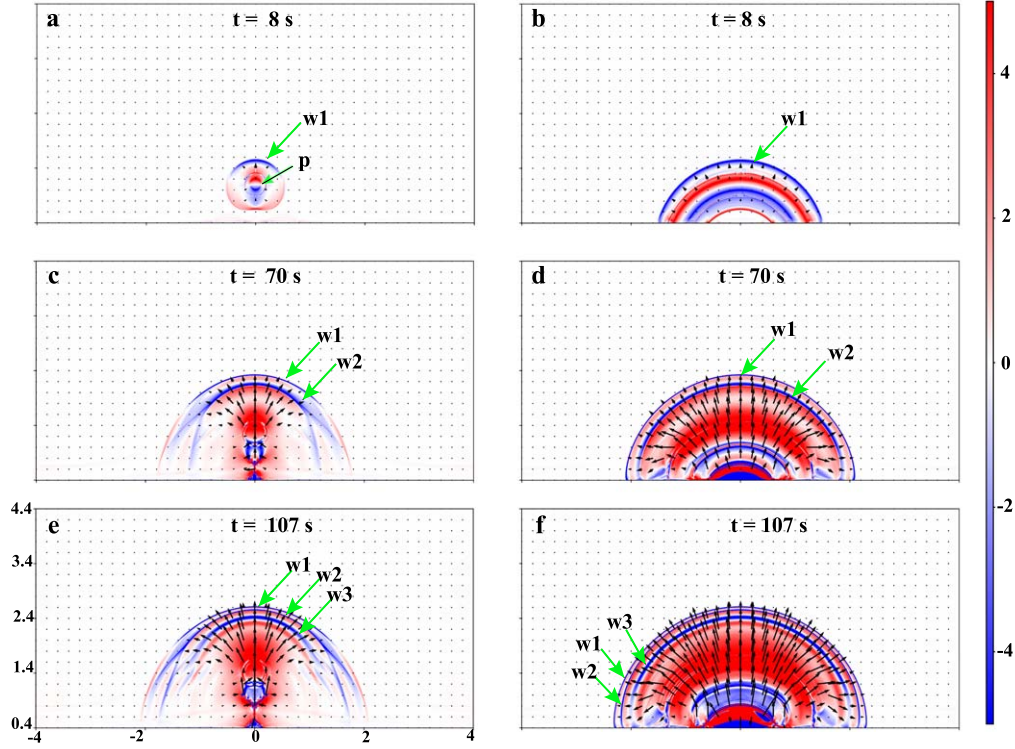 a
t = 8 s
w1
p
b
t = 8 s
w1
c
t = 70 s
w1
w2
d
t = 70 s
w1
w2
e
t = 107 s
w1
w2
w3
4.4
3.4
2.4
1.4
0.4
-4
-2
0
2
4
f
t = 107 s
w3
w1
w2
4
2
0
-2
-4